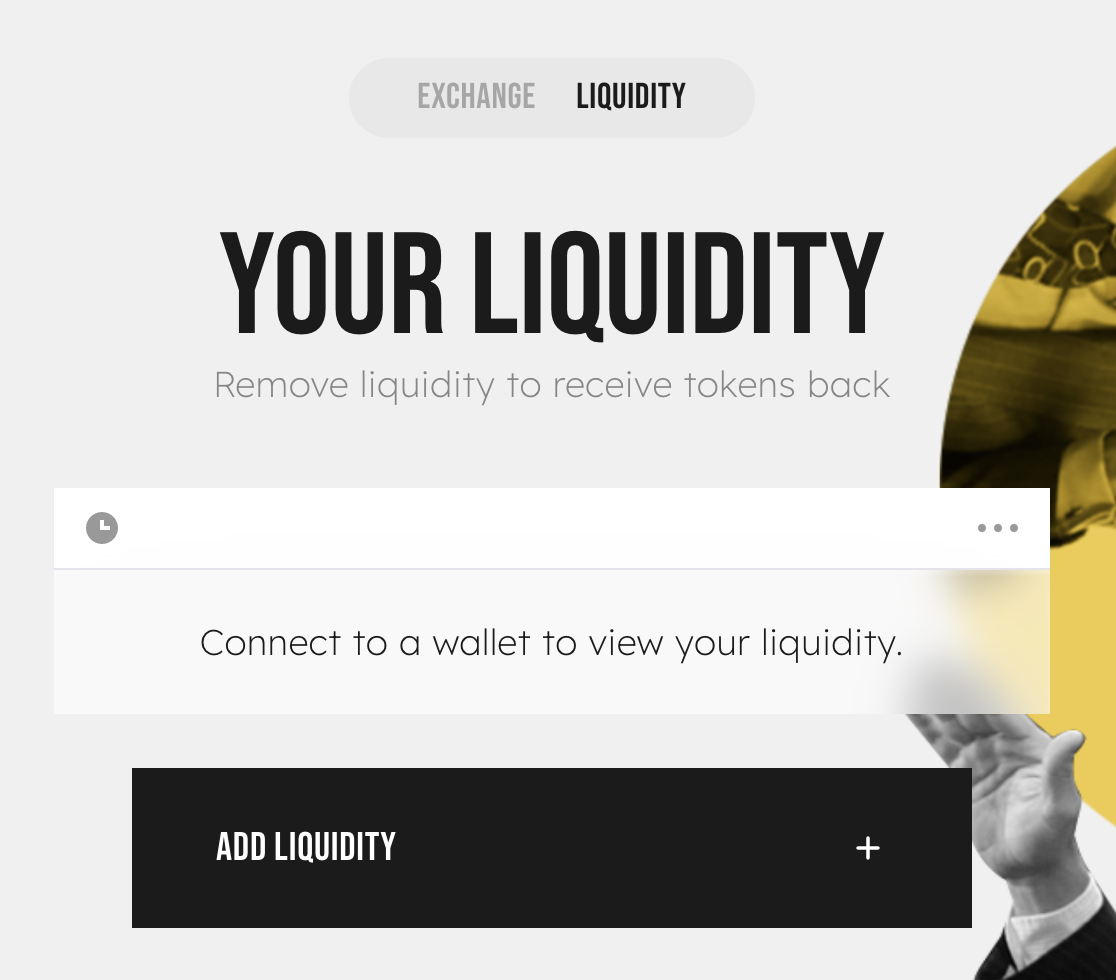 EXCHANGE LIQUIDITY
YOUR LIQUIDITY
Remove liquidity to receive tokens back
Connect to a wallet to view your liquidity.
ADD LIQUIDITY +